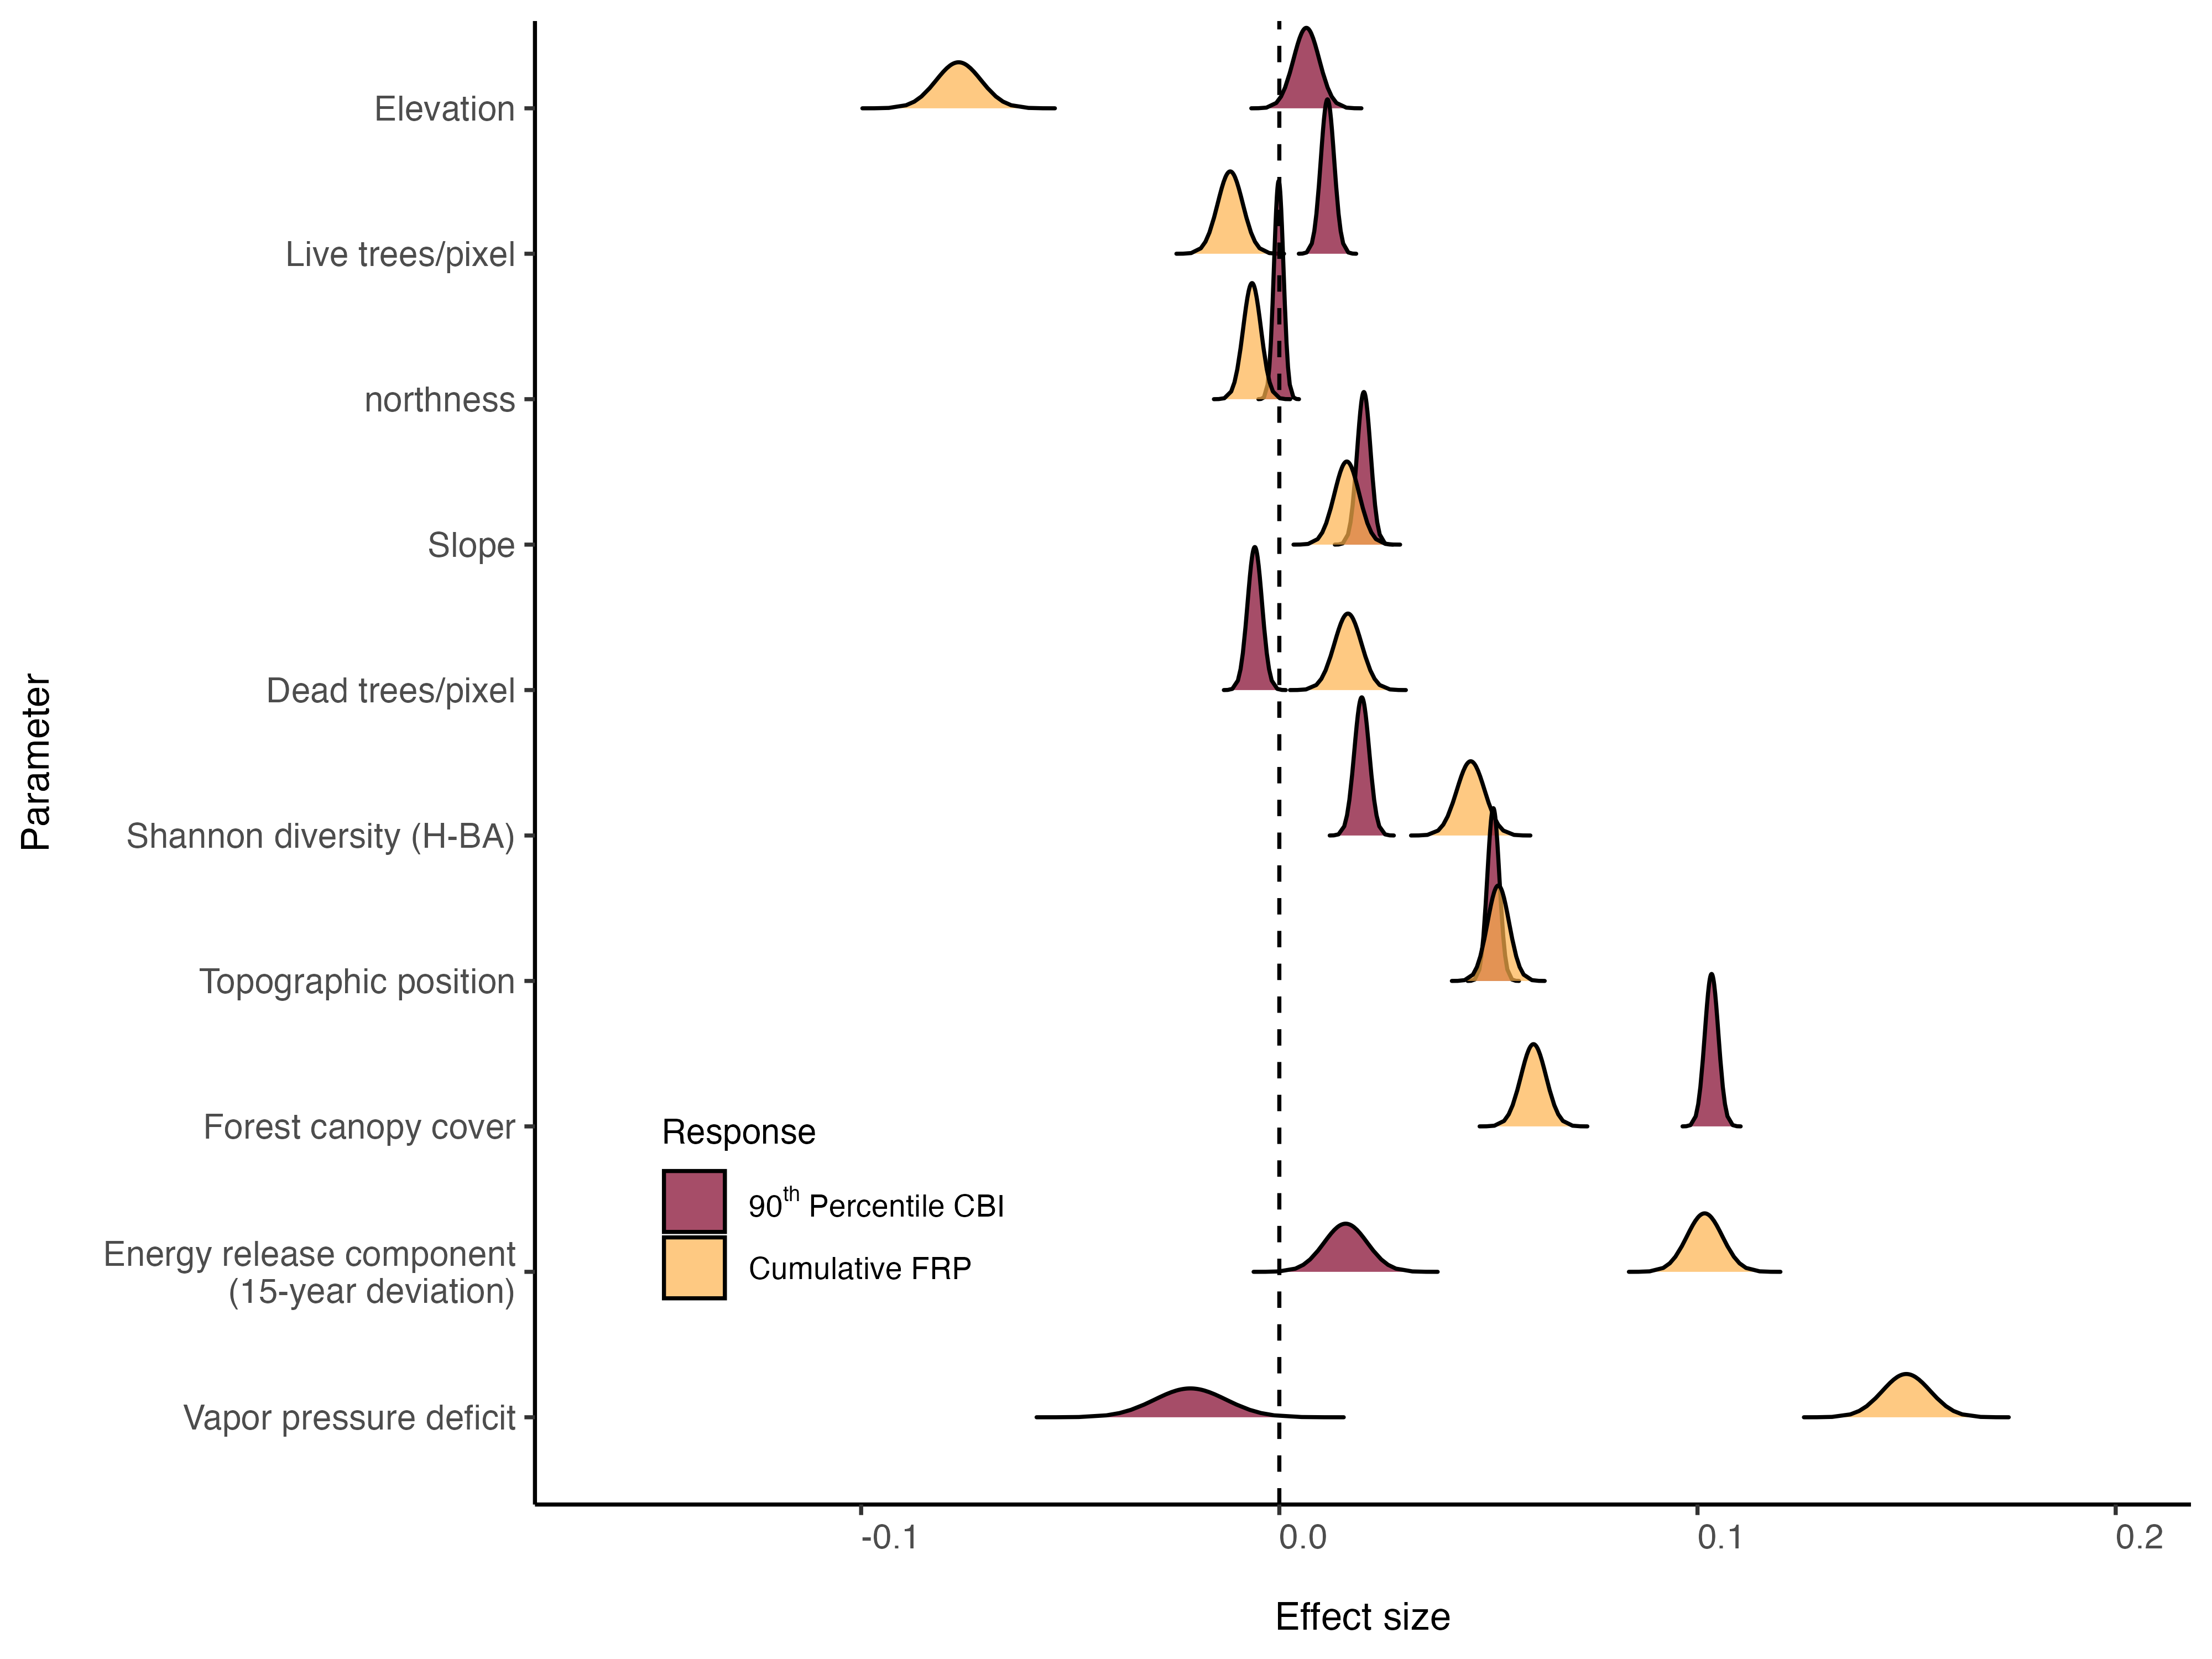 Elevation
Live trees/pixel
northness
Slope
Dead trees/pixel
Shannon diversity (H-BA)
Topographic position
Forest canopy cover
Energy release component
(15-year deviation)
Vapor pressure deficit
Parameter
Response
90th Percentile CBI
Cumulative FRP
-0.1 0.0 0.1 0.2
Effect size